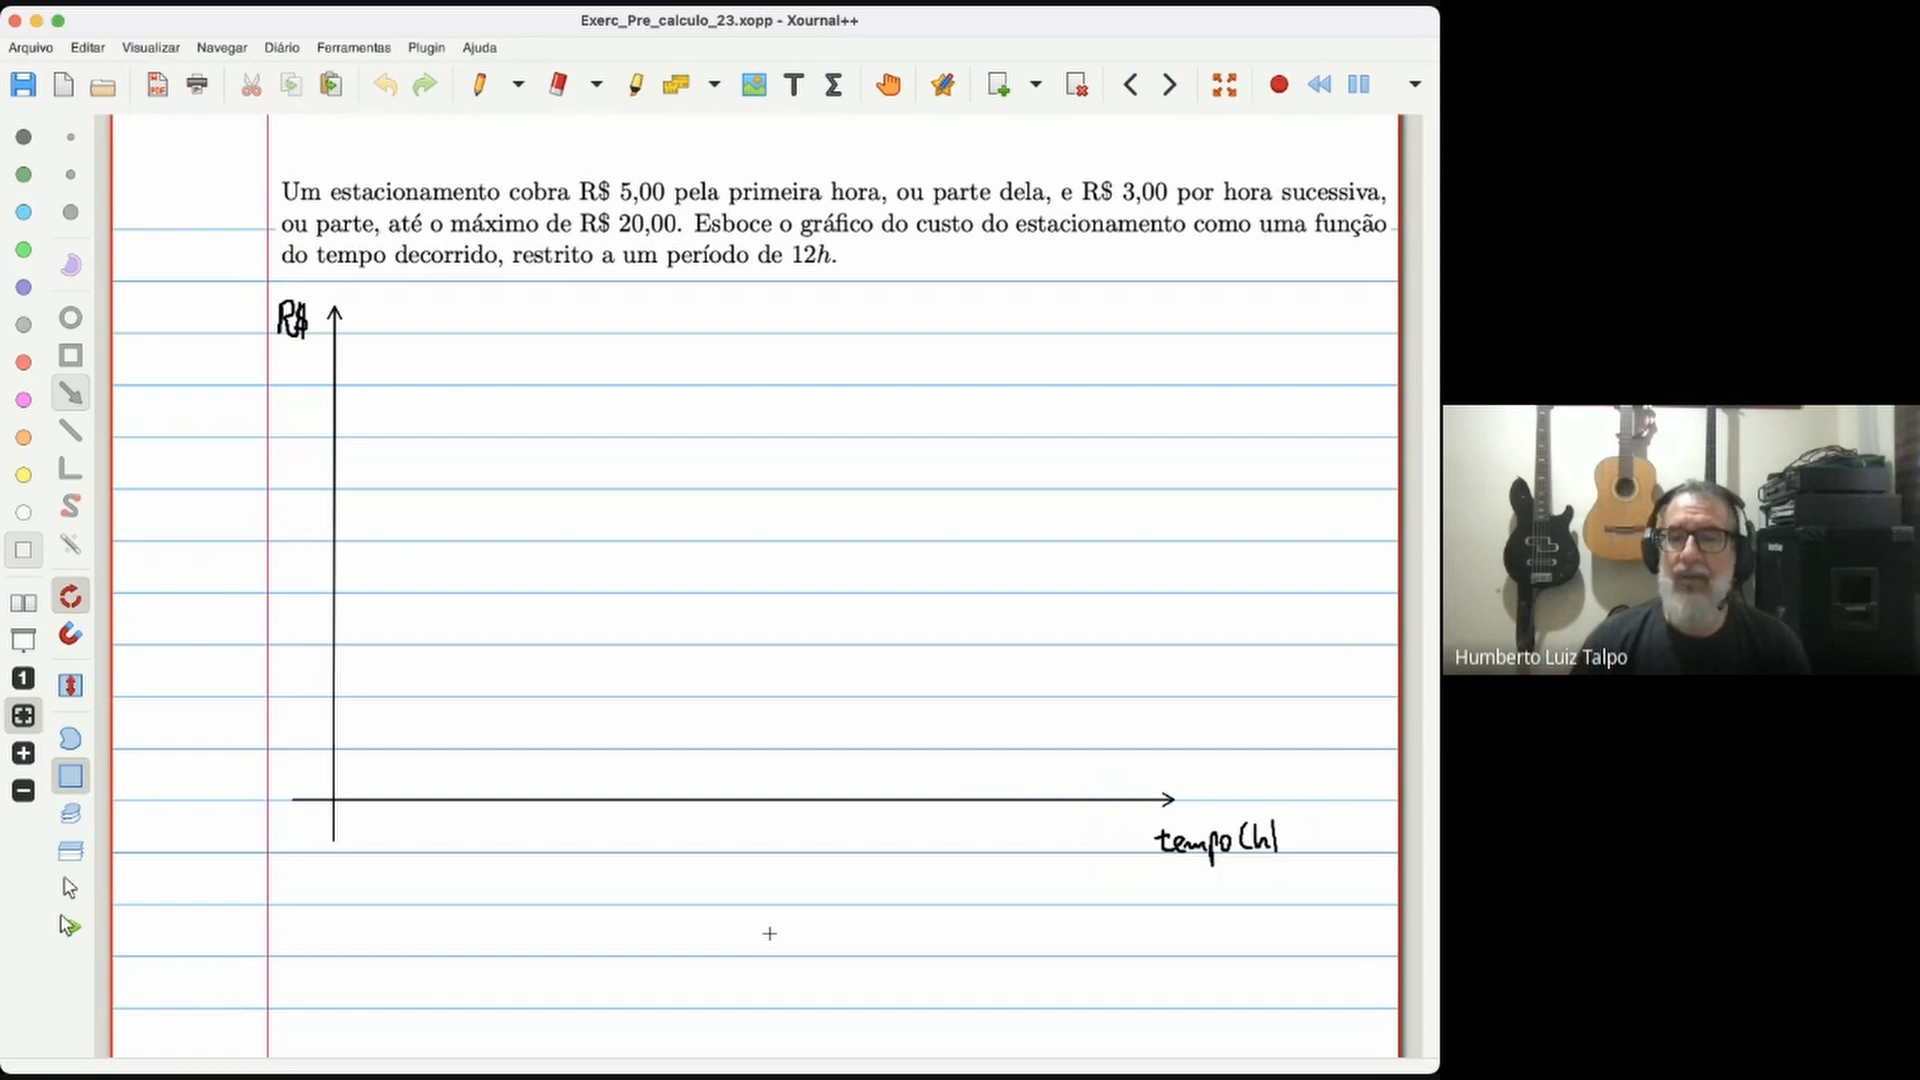 Exerc_Pre_calculo_23.xopp - Xournal++
Arquivo Editar Visualizar Navegar Diário Ferramentas Plugin Ajuda
Um estacionamento cobra R$ 5,00 pela primeira hora, ou parte dela, e R$ 3,00 por hora sucessiva,
ou parte, até o máximo de R$ 20,00. Esboce o gráfico do custo do estacionamento como uma função
do tempo decorrido, restrito a um período de 12h.
R$
tempo (h)
Humberto Luiz Talpo